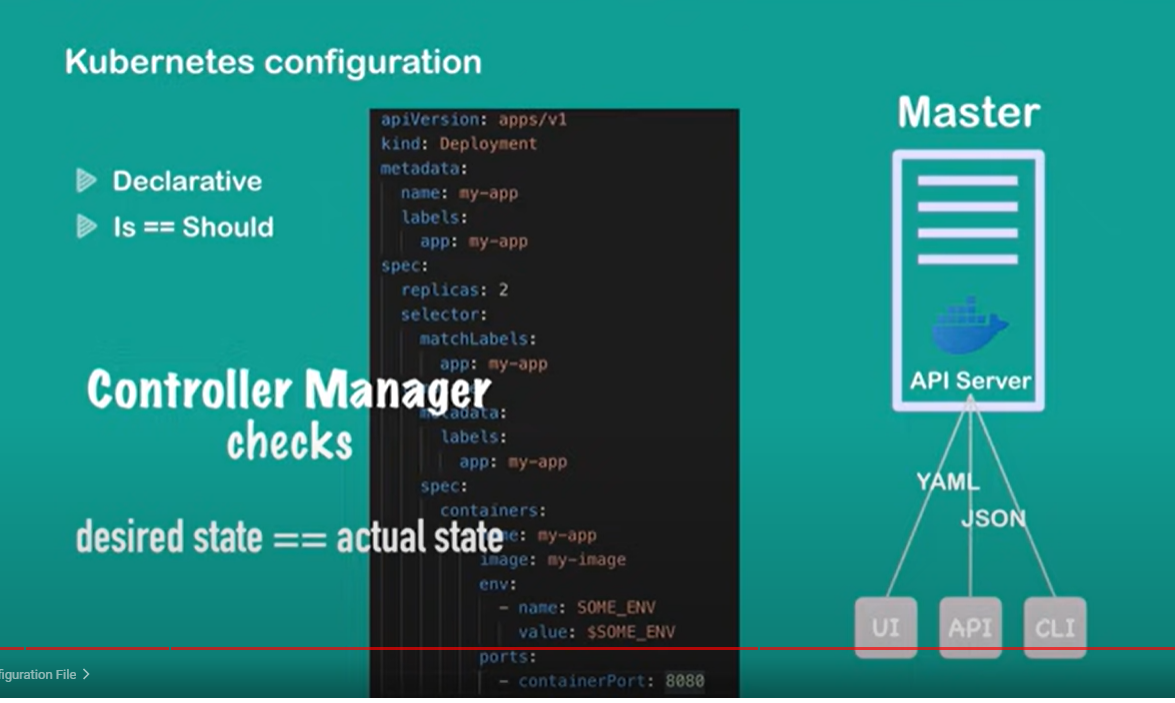 Kubernetes configuration
Declarative
Is == Should
Controller Manager
checks
desired state == actual state
apiVersion: apps/v1
kind: Deployment
metadata:
name: my-app
labels:
app: my-app
spec:
replicas: 2
selector:
matchLabels:
app: my-app
labels:
app: my-app
spec:
containers:
my-app
image: my-image
env:
- name: SOME_ENV
value: $SOME_ENV
ports:
- containerPort: 8080
Master
API Server
YAML
JSON
UI
API
CLI
figuration File >